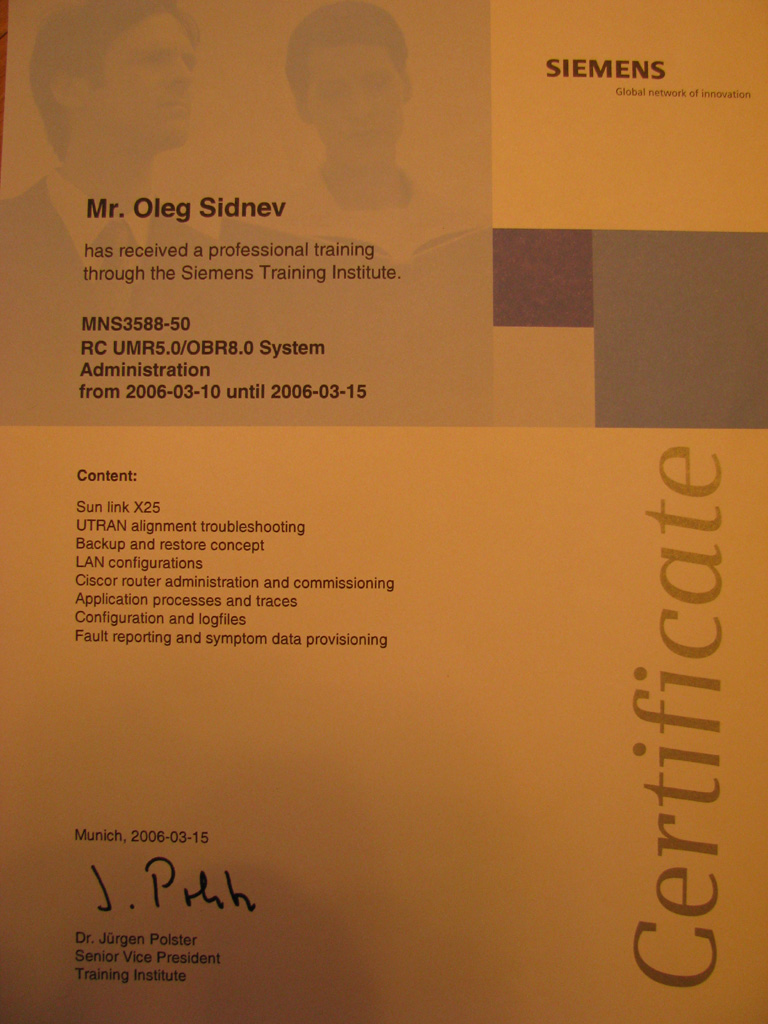 SIEMENS
Global network of innovation
Mr. Oleg Sidnev
has received a professional training
through the Siemens Training Institute.
MNS3588-50
RC UMR5.0/OBR8.0 System
Administration
from 2006-03-10 until 2006-03-15
Content:
Sun link X25
UTRAN alignment troubleshooting
Backup and restore concept
LAN configurations
Ciscor router administration and commissioning
Application processes and traces
Configuration and logfiles
Fault reporting and symptom data provisioning
Certificate
Munich, 2006-03-15
J. Polster
Dr. Jürgen Polster
Senior Vice President
Training Institute